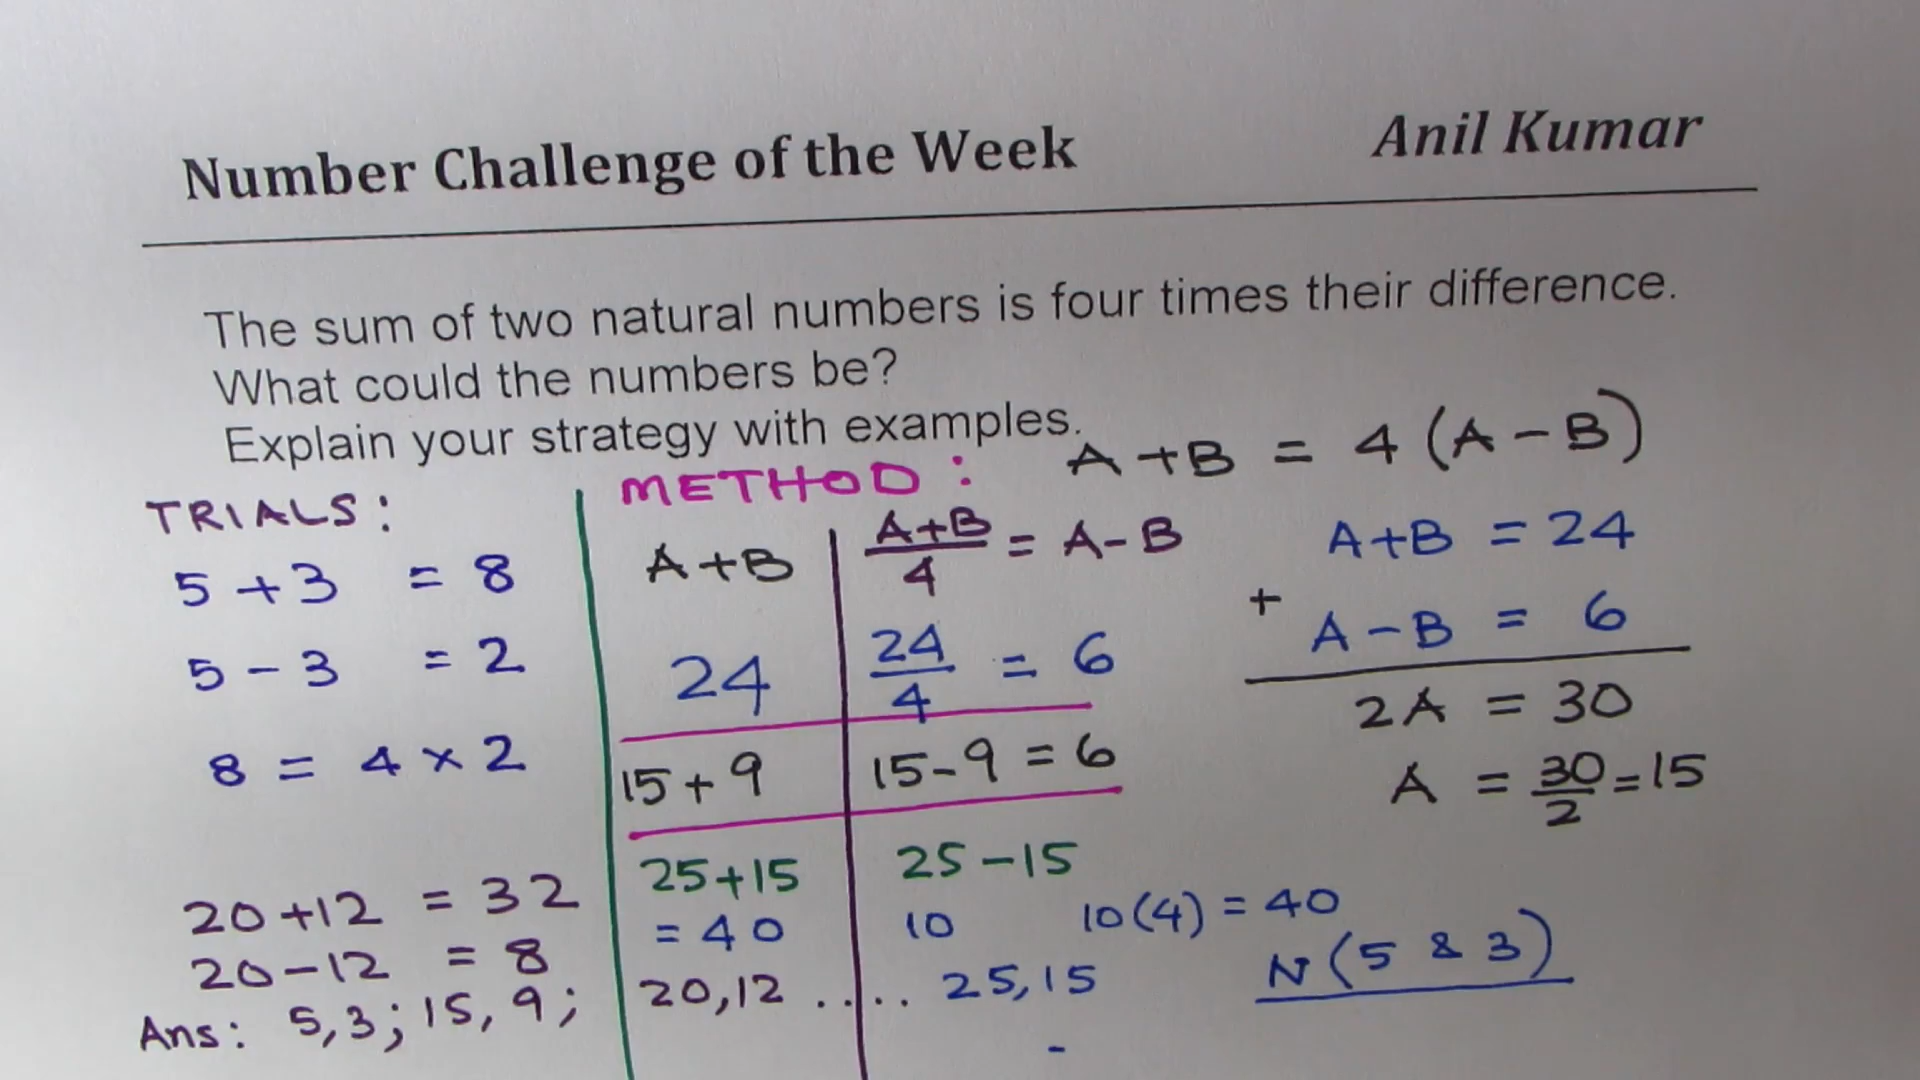 Number Challenge of the Week
Anil Kumar
The sum of two natural numbers is four times their difference.
What could the numbers be?
Explain your strategy with examples.
A+B = 4(A-B)
TRIALS:
5+3 = 8
5-3 = 2
8 = 4×2
20+12 = 32
20-12 = 8
Ans: 5,3; 15,9; 20,12 ..... 25,15
METHOD:
A+B
A+B/4 = A-B
24
24/4 = 6
15+9
15-9=6
25+15
25-15
= 40
10
10(4) = 40
A+B = 24
+ A-B = 6
2A = 30
A = 30/2 = 15
N(5 & 3)
-